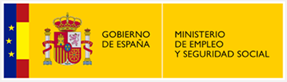 GOBIERNO
DE ESPAÑA
MINISTERIO
DE EMPLEO
Y SEGURIDAD SOCIAL